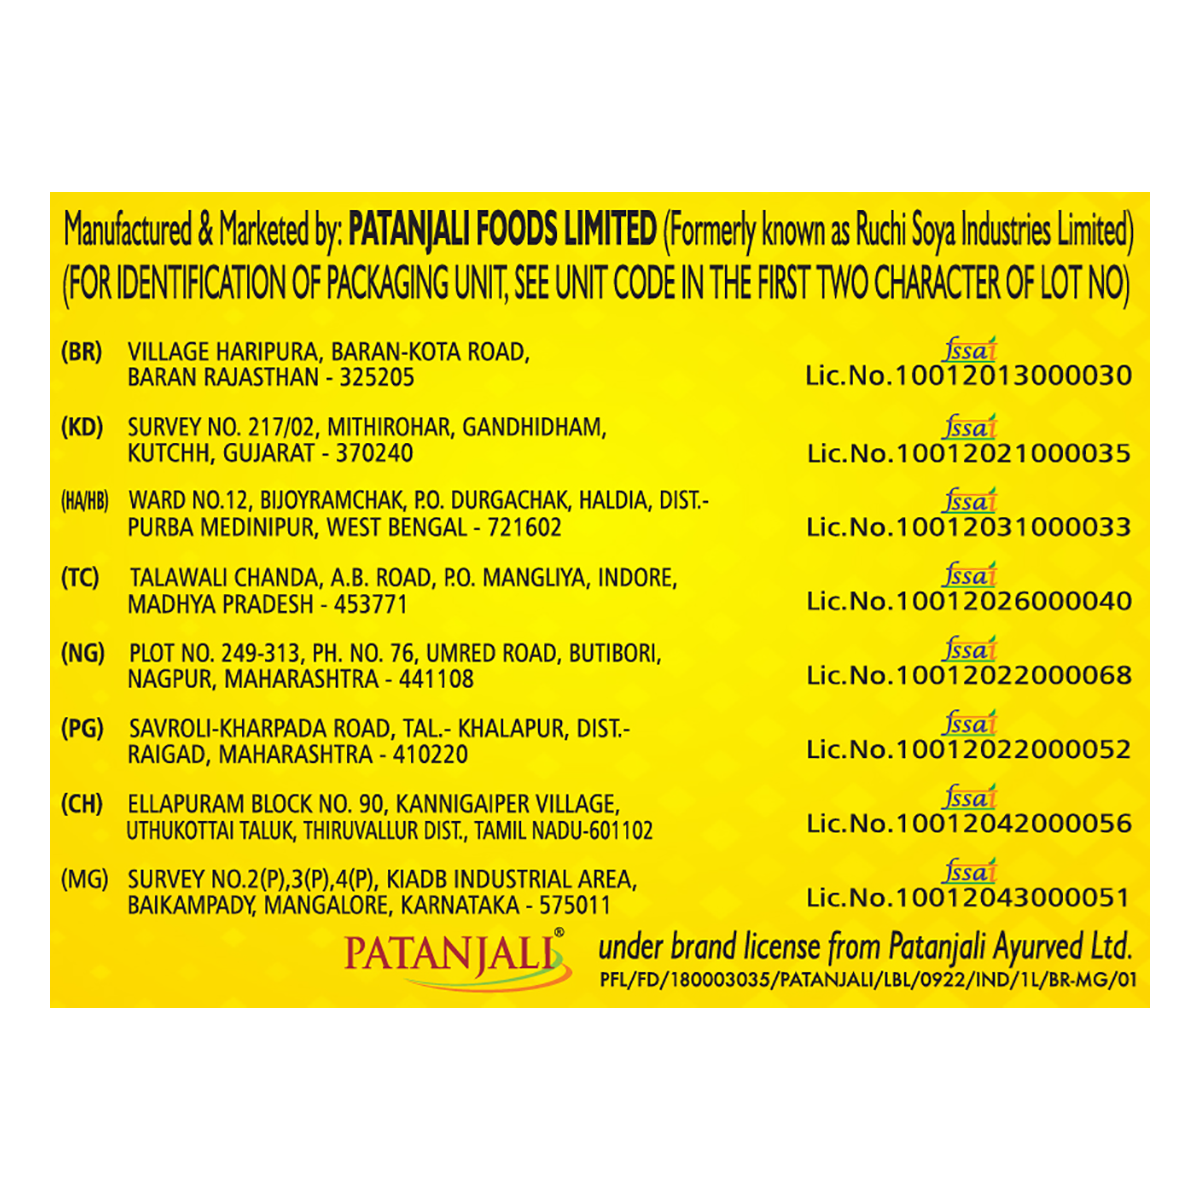 Manufactured & Marketed by: PATANJALI FOODS LIMITED (Formerly known as Ruchi Soya Industries Limited)
(FOR IDENTIFICATION OF PACKAGING UNIT, SEE UNIT CODE IN THE FIRST TWO CHARACTER OF LOT NO)
(BR) VILLAGE HARIPURA, BARAN-KOTA ROAD,
BARAN RAJASTHAN - 325205
fssai
Lic.No.10012013000030
(KD) SURVEY NO. 217/02, MITHIROHAR, GANDHIDHAM,
KUTCHH, GUJARAT - 370240
fssai
Lic.No.10012021000035
(HA/HB) WARD NO.12, BIJOYRAMCHAK, P.O. DURGACHAK, HALDIA, DIST.-
PURBA MEDINIPUR, WEST BENGAL - 721602
fssai
Lic.No.10012031000033
(TC) TALAWALI CHANDA, A.B. ROAD, P.O. MANGLIYA, INDORE,
MADHYA PRADESH - 453771
fssai
Lic.No.10012026000040
(NG) PLOT NO. 249-313, PH. NO. 76, UMRED ROAD, BUTIBORI,
NAGPUR, MAHARASHTRA - 441108
fssai
Lic.No.10012022000068
(PG) SAVROLI-KHARPADA ROAD, TAL.- KHALAPUR, DIST.-
RAIGAD, MAHARASHTRA - 410220
fssai
Lic.No.10012022000052
(CH) ELLAPURAM BLOCK NO. 90, KANNIGAIPER VILLAGE,
UTHUKOTTAI TALUK, THIRUVALLUR DIST., TAMIL NADU-601102
fssai
Lic.No.10012042000056
(MG) SURVEY NO.2(P),3(P),4(P), KIADB INDUSTRIAL AREA,
BAIKAMPADY, MANGALORE, KARNATAKA - 575011
fssai
Lic.No.10012043000051
PATANJALI® under brand license from Patanjali Ayurved Ltd.
PFL/FD/180003035/PATANJALI/LBL/0922/IND/1L/BR-MG/01